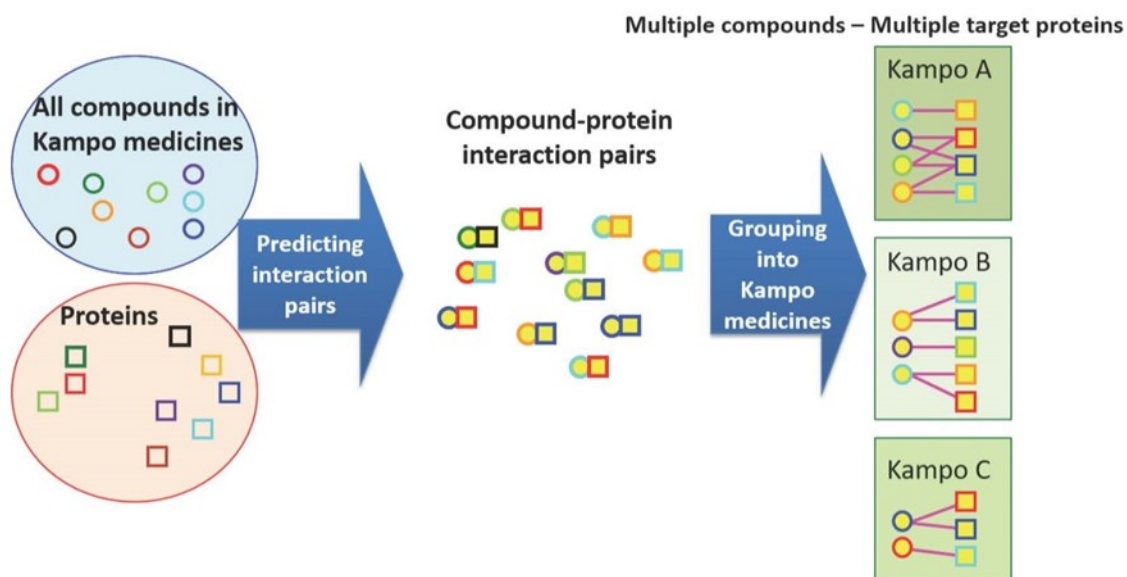 Multiple compounds – Multiple target proteins
All compounds in
Kampo medicines
Proteins
Predicting
interaction
pairs
Compound-protein
interaction pairs
Grouping
into
Kampo
medicines
Kampo A
Kampo B
Kampo C